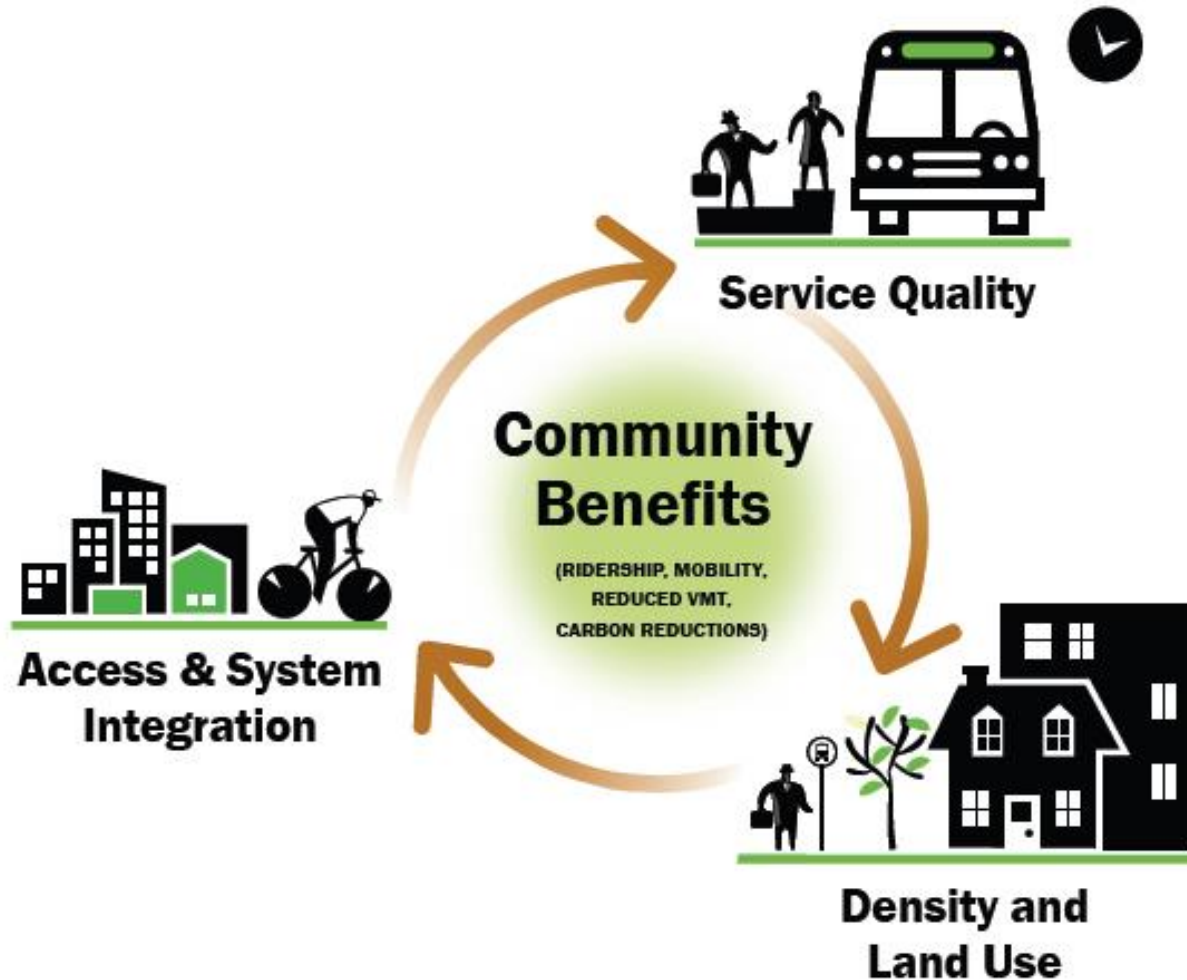 Service Quality
Community
Benefits
(RIDERSHIP, MOBILITY,
REDUCED VMT,
CARBON REDUCTIONS)
Access & System
Integration
Density and
Land Use